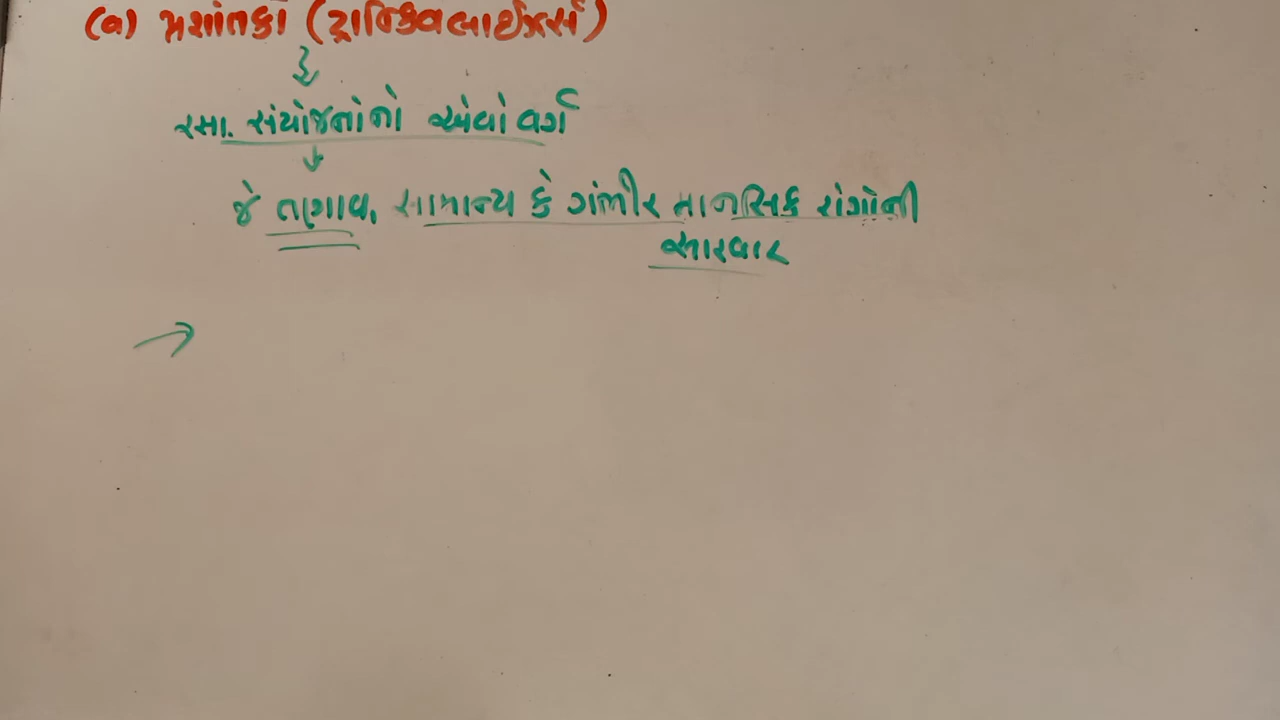 (a) પ્રશાંતકો (ટ્રાન્ક્વિલાઈઝર્સ)
રસા. સંયોજનોનો એવો વર્ગ
જે તણાવ, સામાન્ય કે ગંભીર માનસિક રોગોની
સારવાર